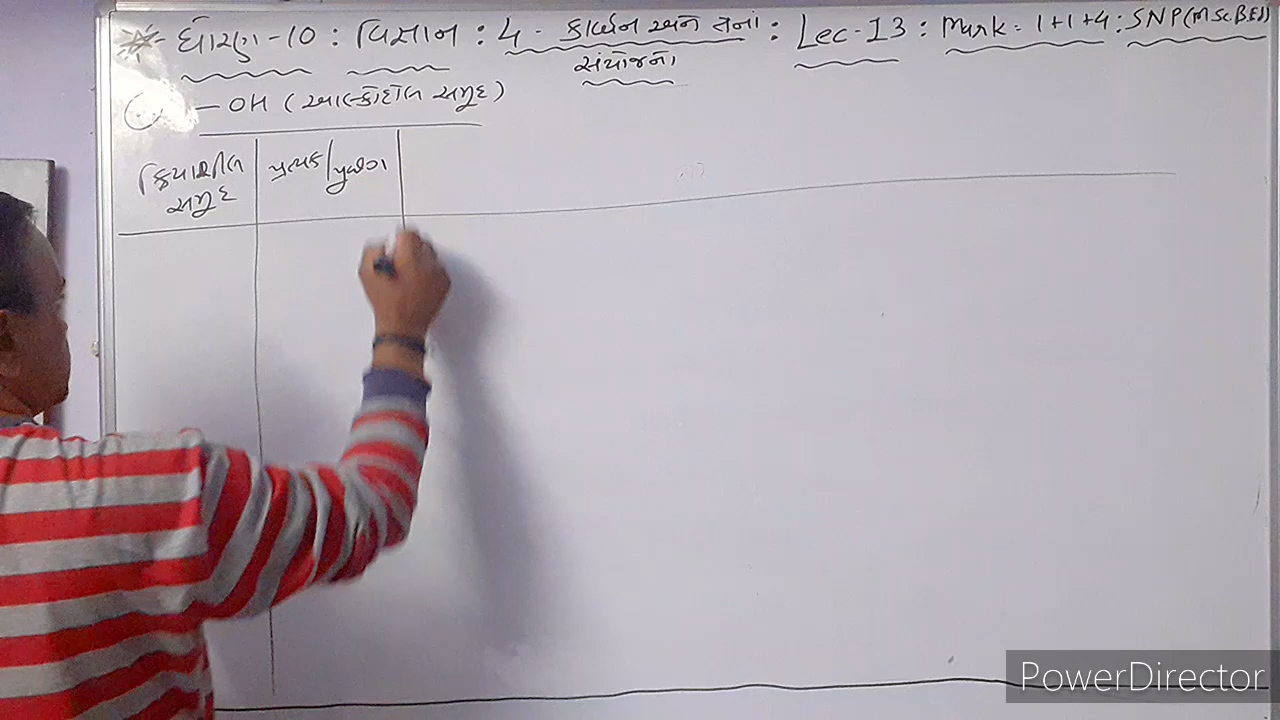 ધોરણ-10 : વિજ્ઞાન : 4. કાર્બન અને તેનાં : Lec-13 : Mark - 1+1+4 : SNP(M.Sc.B.Ed)
સંયોજનો
– OH (આલ્કોહોલ સમૂહ)
ક્રિયાશીલ
સમૂહ
પ્રત્યય/પૂર્વગ
PowerDirector